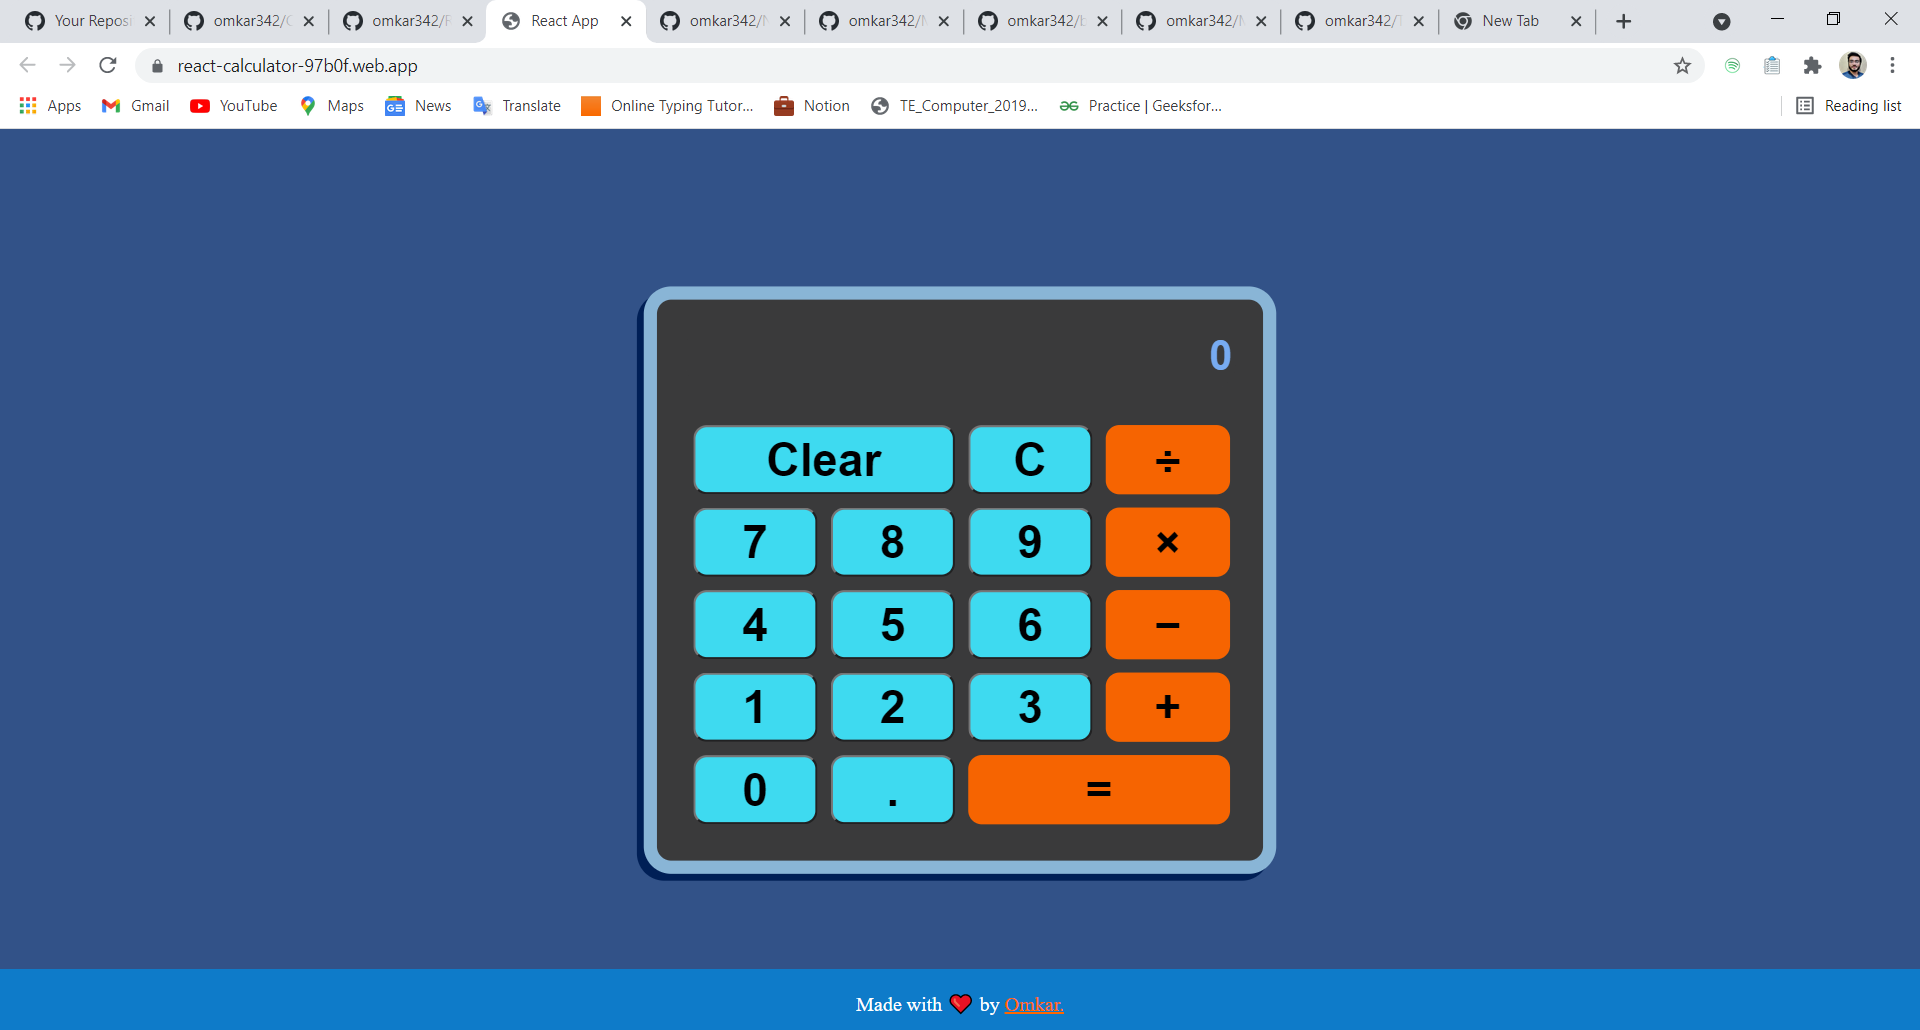 Your Reposi omkar342/ omkar342/ React App omkar342/ omkar342/ omkar342/ omkar342/ omkar342/ New Tab
react-calculator-97b0f.web.app
Apps Gmail YouTube Maps News Translate Online Typing Tutor... Notion TE_Computer_2019... Practice | Geeksfor... Reading list
0
Clear C ÷
7 8 9 ×
4 5 6 −
1 2 3 +
0 . =
Made with ❤ by Omkar.